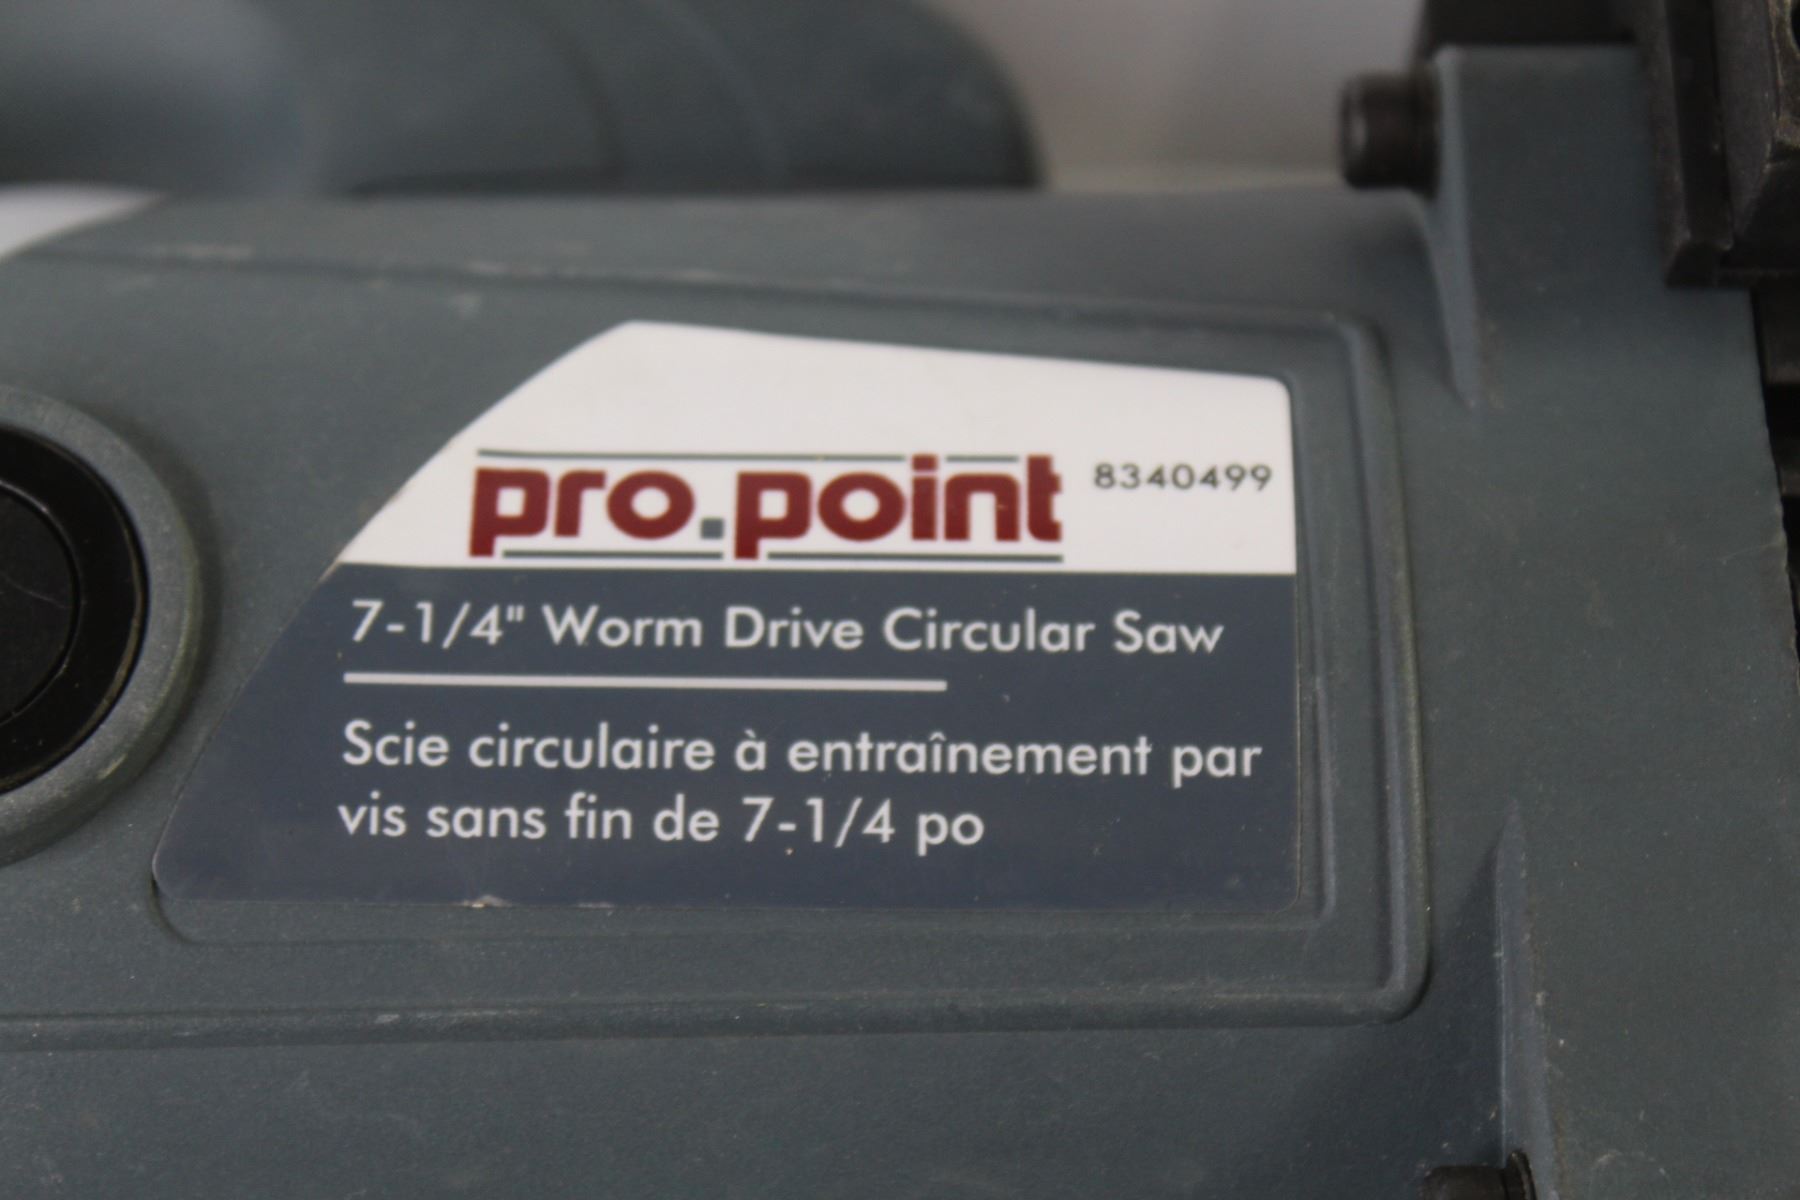 pro.point 8340499
7-1/4" Worm Drive Circular Saw
Scie circulaire à entraînement par
vis sans fin de 7-1/4 po